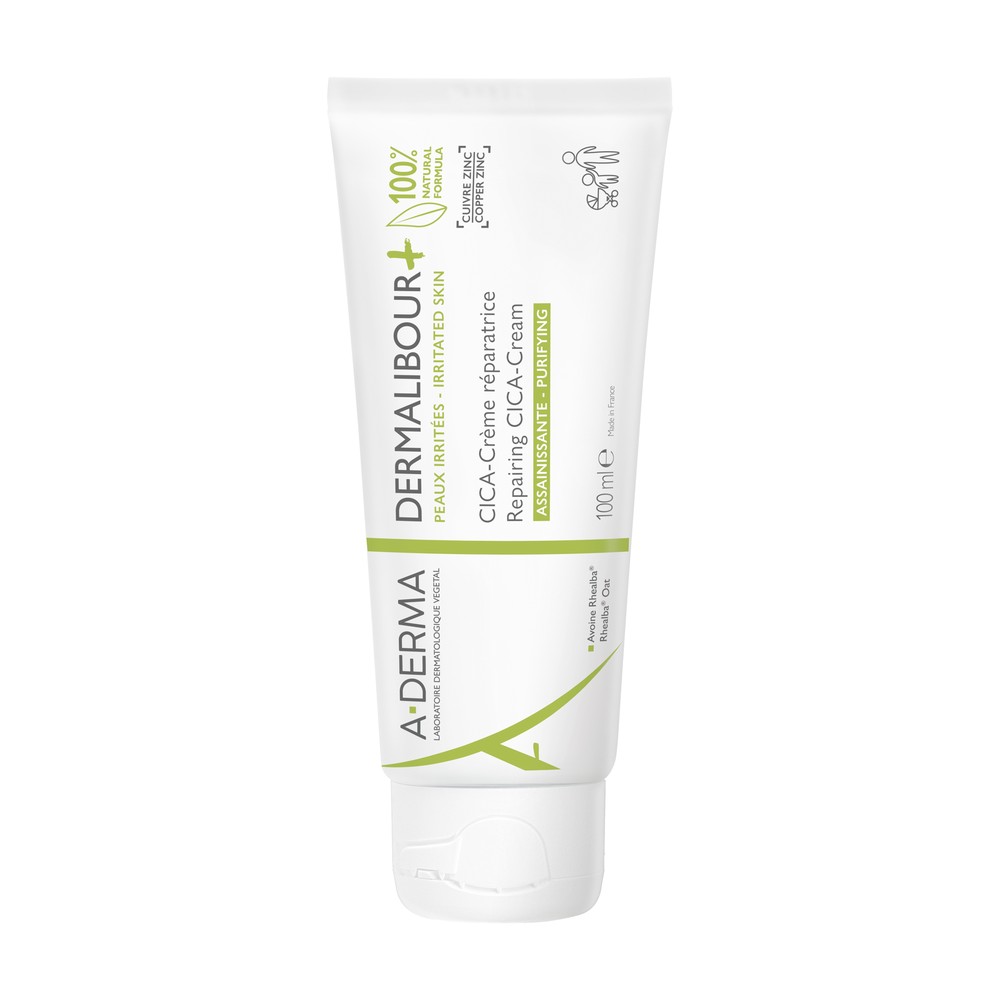 A·DERMA
LABORATOIRE DERMATOLOGIQUE VEGETAL
DERMALIBOUR+
PEAUX IRRITÉES - IRRITATED SKIN
100%
NATURAL
FORMULA
CUIVRE ZINC
COPPER ZINC
CICA-Crème réparatrice
Repairing CICA-Cream
ASSAINISSANTE - PURIFYING
Avoine Rhealba®
Rhealba® Oat
100 ml e
Made in France